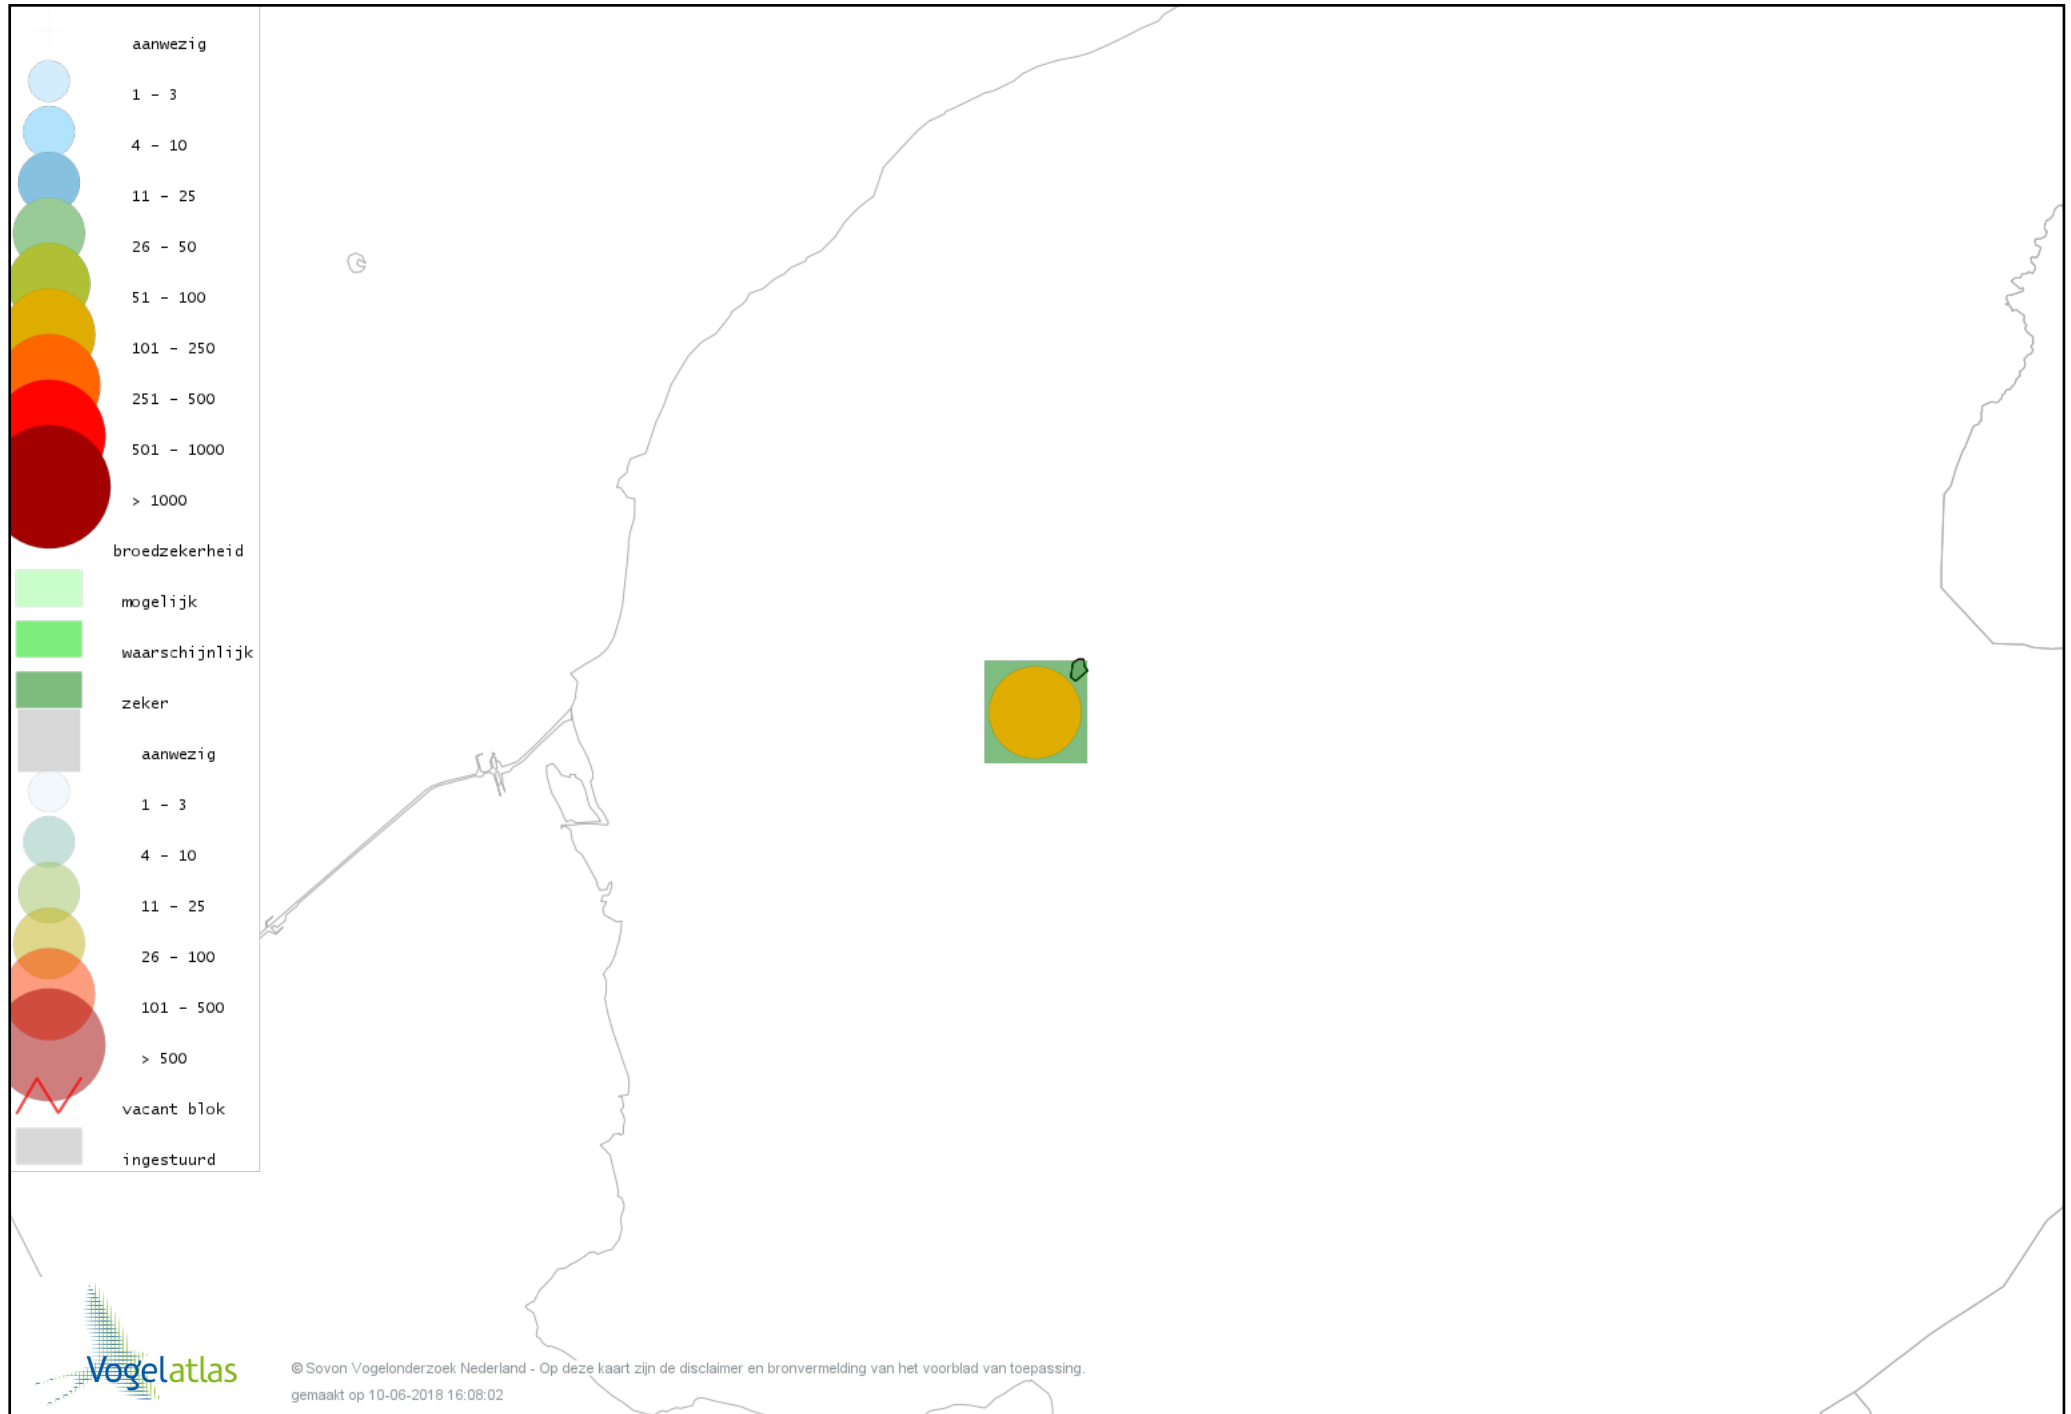 aanwezig
1 - 3
4 - 10
11 - 25
26 - 50
51 - 100
101 - 250
251 - 500
501 - 1000
> 1000
broedzekerheid
mogelijk
waarschijnlijk
zeker
aanwezig
1 - 3
4 - 10
11 - 25
26 - 100
101 - 500
> 500
vacant blok
ingestuurd
Vogelatlas
© Sovon Vogelonderzoek Nederland - Op deze kaart zijn de disclaimer en bronvermelding van het voorblad van toepassing.
gemaakt op 10-06-2018 16:08:02